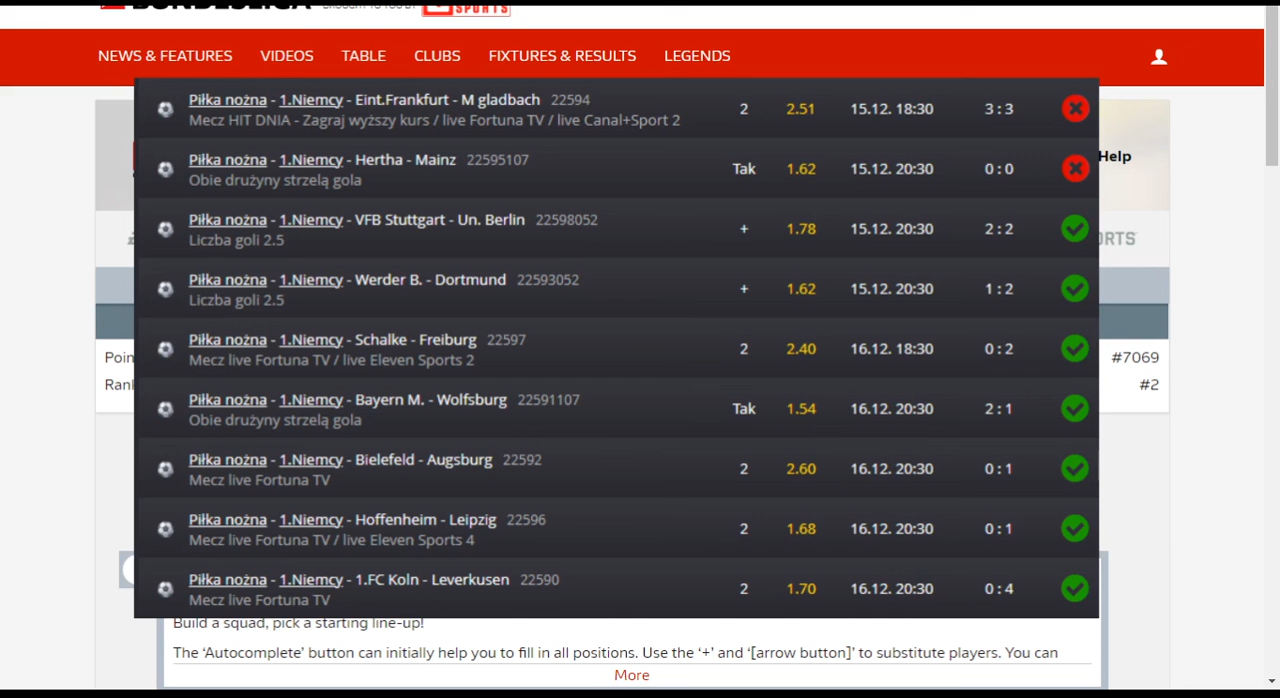 BUNDESLIGA
SPORTS
NEWS & FEATURES VIDEOS TABLE CLUBS FIXTURES & RESULTS LEGENDS
Piłka nożna - 1.Niemcy - Eint.Frankfurt - M gladbach 22594 2 2.51 15.12. 18:30 3 : 3
Mecz HIT DNIA - Zagraj wyższy kurs / live Fortuna TV / live Canal+Sport 2
Help
Piłka nożna - 1.Niemcy - Hertha - Mainz 22595107 Tak 1.62 15.12. 20:30 0 : 0
Obie drużyny strzelą gola
Piłka nożna - 1.Niemcy - VFB Stuttgart - Un. Berlin 22598052 + 1.78 15.12. 20:30 2 : 2
Liczba goli 2.5
ORTS
Piłka nożna - 1.Niemcy - Werder B. - Dortmund 22593052 + 1.62 15.12. 20:30 1 : 2
Liczba goli 2.5
Piłka nożna - 1.Niemcy - Schalke - Freiburg 22597 2 2.40 16.12. 18:30 0 : 2
Mecz live Fortuna TV / live Eleven Sports 2
Poin #7069
Rank #2
Piłka nożna - 1.Niemcy - Bayern M. - Wolfsburg 22591107 Tak 1.54 16.12. 20:30 2 : 1
Obie drużyny strzelą gola
Piłka nożna - 1.Niemcy - Bielefeld - Augsburg 22592 2 2.60 16.12. 20:30 0 : 1
Mecz live Fortuna TV
Piłka nożna - 1.Niemcy - Hoffenheim - Leipzig 22596 2 1.68 16.12. 20:30 0 : 1
Mecz live Fortuna TV / live Eleven Sports 4
Piłka nożna - 1.Niemcy - 1.FC Koln - Leverkusen 22590 2 1.70 16.12. 20:30 0 : 4
Mecz live Fortuna TV
Build a squad, pick a starting line-up!
The ‘Autocomplete’ button can initially help you to fill in all positions. Use the ‘+’ and ‘[arrow button]’ to substitute players. You can
More